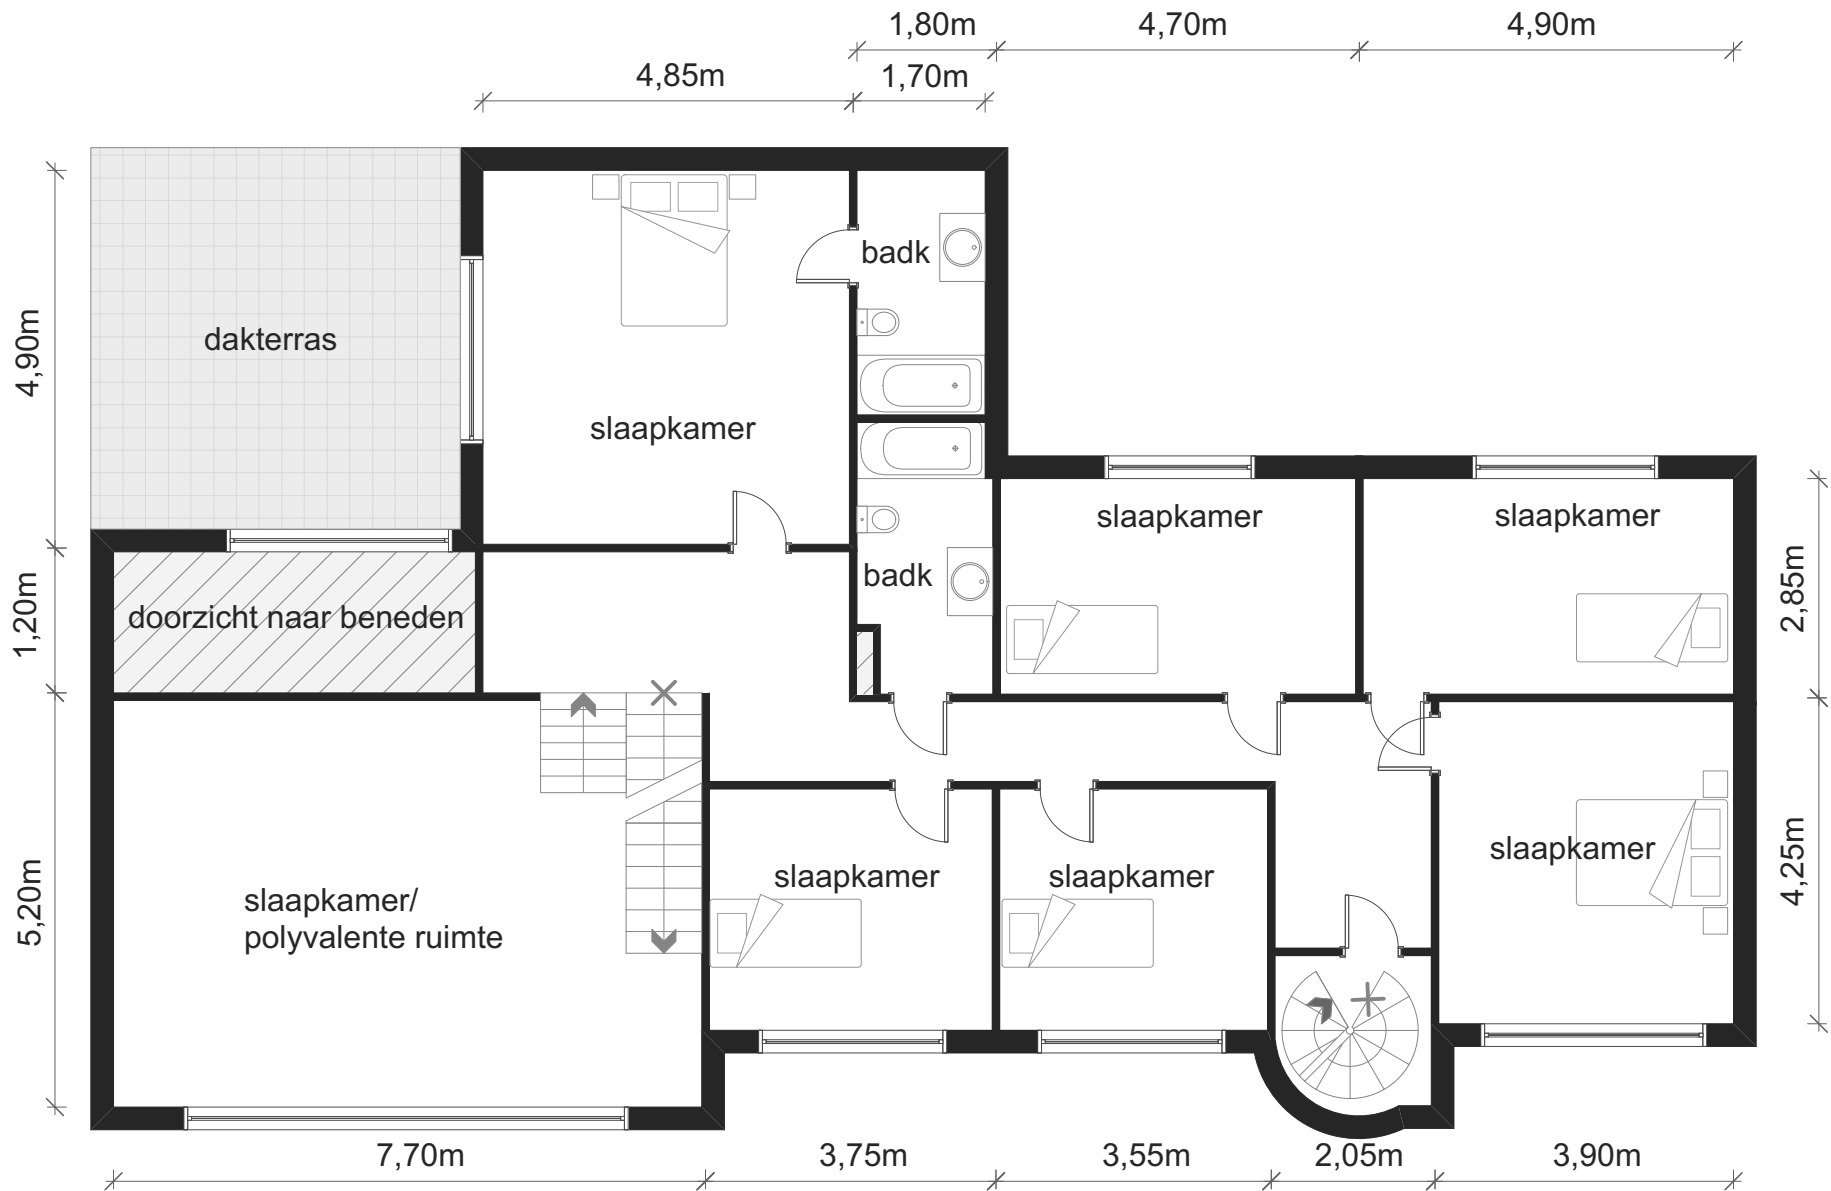 1,80m
4,70m
4,90m
4,85m
1,70m
badk
dakterras
4,90m
slaapkamer
slaapkamer
slaapkamer
badk
doorzicht naar beneden
1,20m
2,85m
slaapkamer
slaapkamer
slaapkamer
slaapkamer/
polyvalente ruimte
5,20m
4,25m
7,70m
3,75m
3,55m
2,05m
3,90m